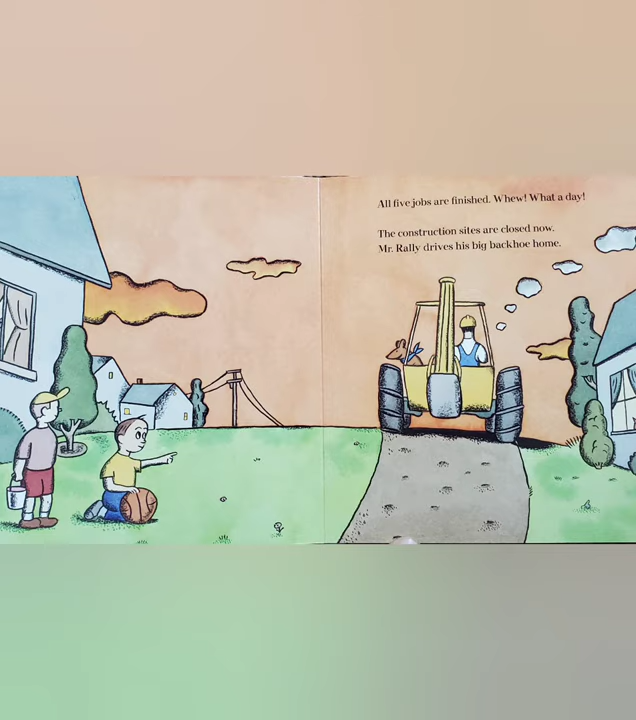 All five jobs are finished. Whew! What a day!
The construction sites are closed now.
Mr. Rally drives his big backhoe home.